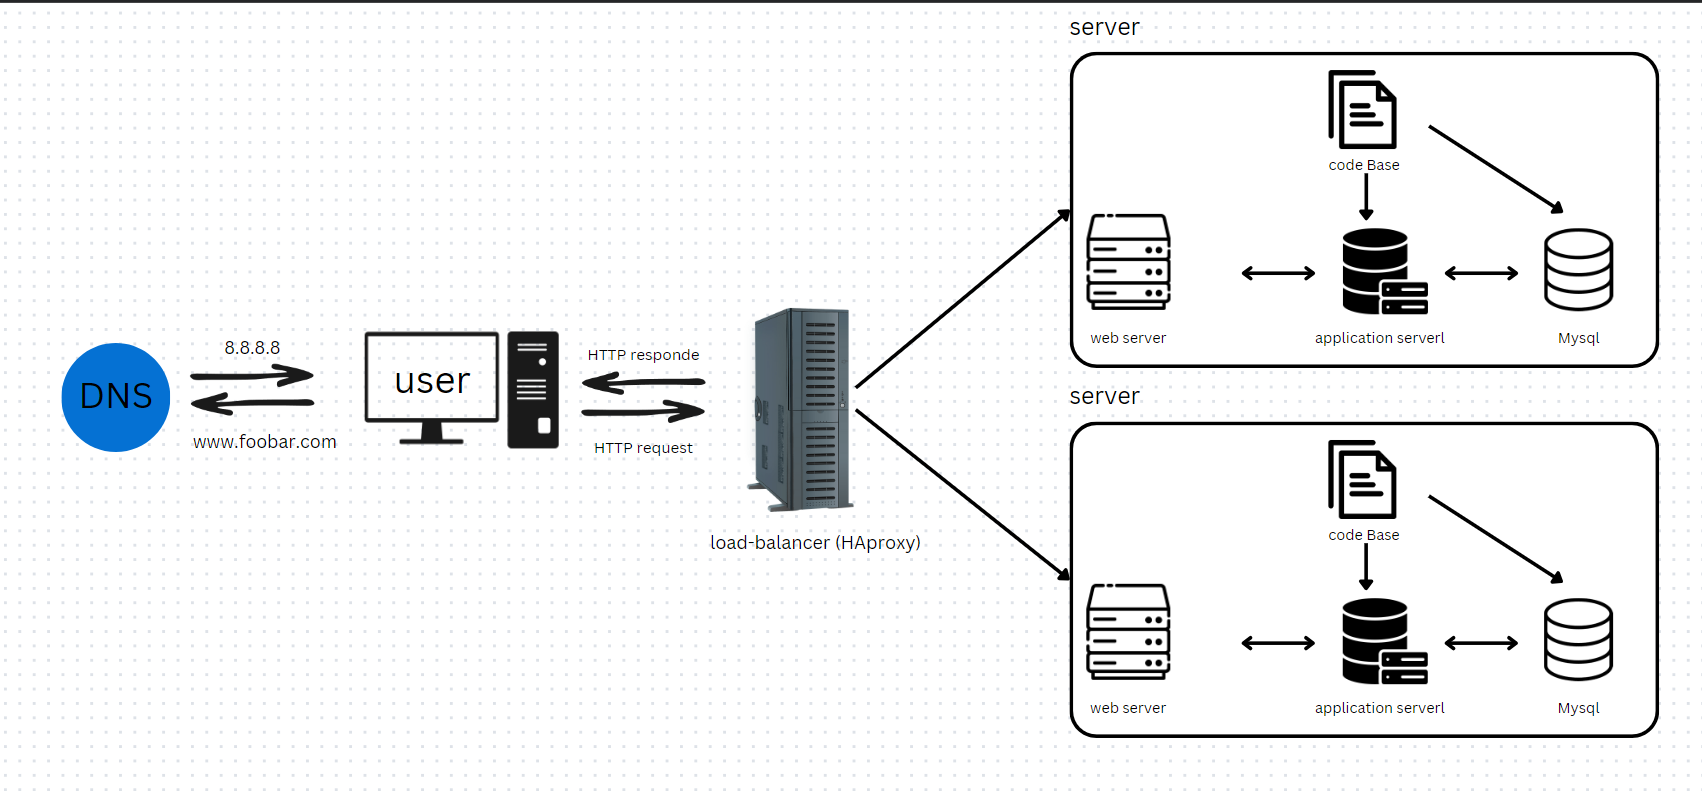 server
code Base
web server
application serverl
Mysql
DNS
8.8.8.8
www.foobar.com
user
HTTP responde
HTTP request
load-balancer (HAproxy)
server
code Base
web server
application serverl
Mysql